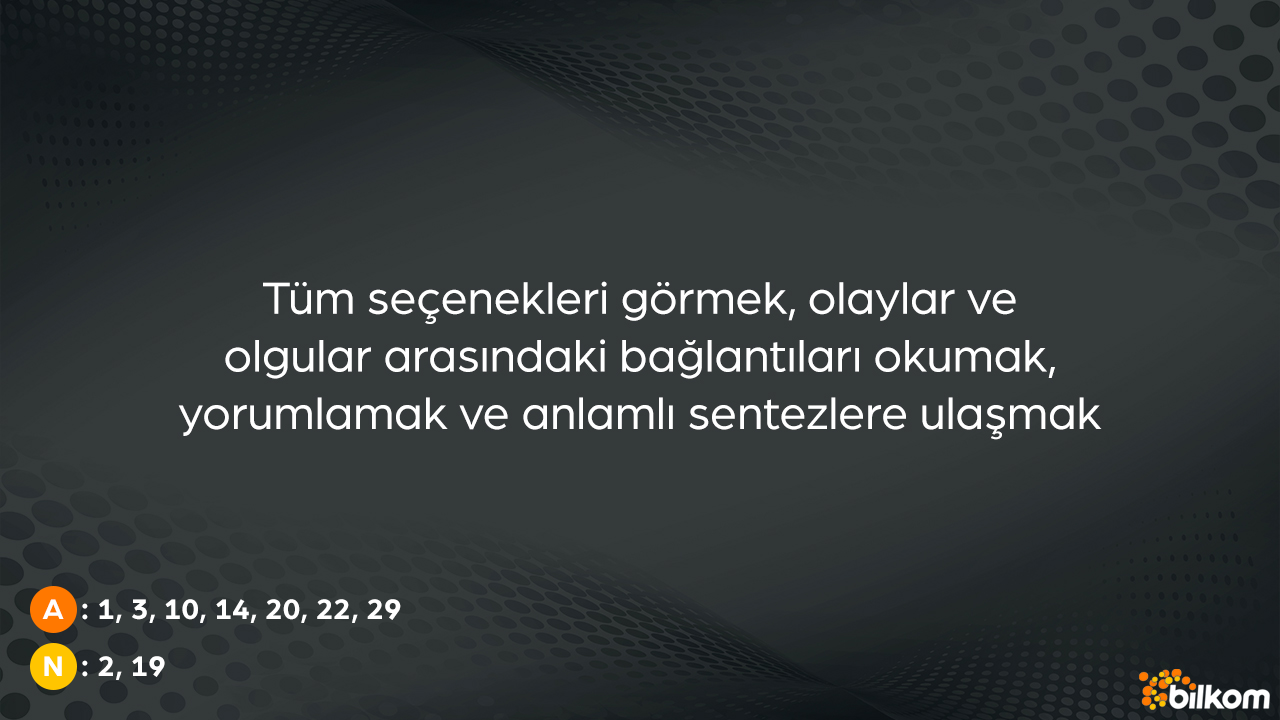 Tüm seçenekleri görmek, olaylar ve
olgular arasındaki bağlantıları okumak,
yorumlamak ve anlamlı sentezlere ulaşmak
A : 1, 3, 10, 14, 20, 22, 29
N : 2, 19
bilkom